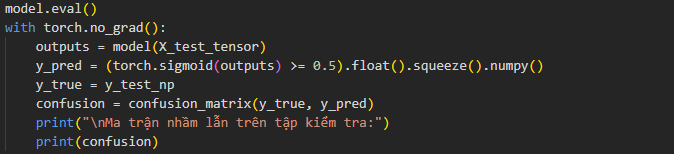 model.eval()
with torch.no_grad():
    outputs = model(X_test_tensor)
    y_pred = (torch.sigmoid(outputs) >= 0.5).float().squeeze().numpy()
    y_true = y_test_np
    confusion = confusion_matrix(y_true, y_pred)
    print("\nMa trận nhầm lẫn trên tập kiểm tra:")
    print(confusion)